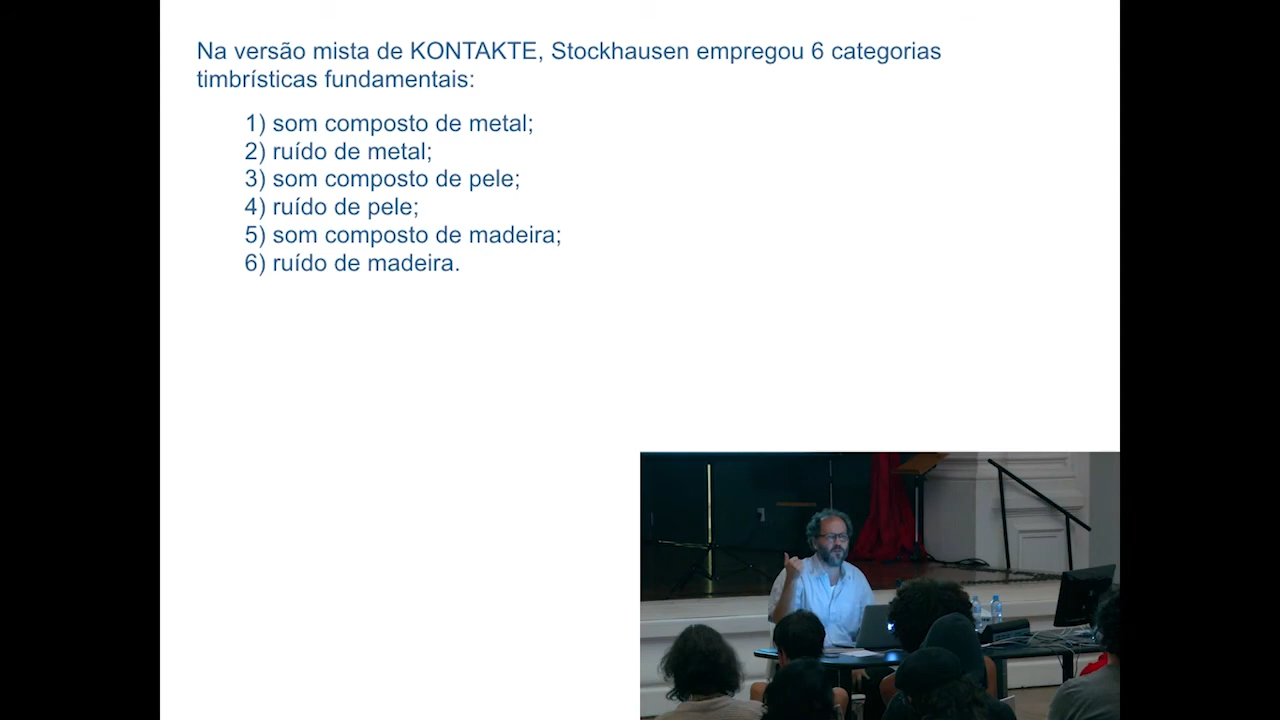 Na versão mista de KONTAKTE, Stockhausen empregou 6 categorias
timbrísticas fundamentais:
1) som composto de metal;
2) ruído de metal;
3) som composto de pele;
4) ruído de pele;
5) som composto de madeira;
6) ruído de madeira.